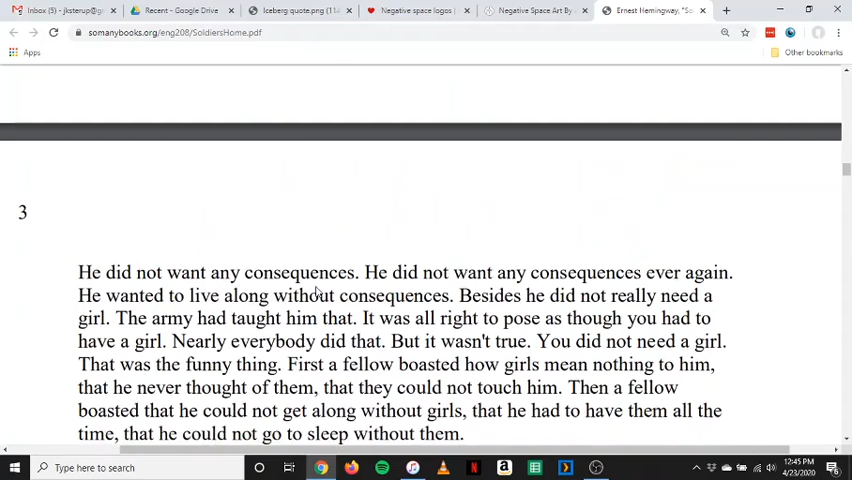 Inbox (5) - jksterup@g
Recent - Google Drive
Iceberg quote.png (114
Negative space logos |
Negative Space Art By
Ernest Hemingway, "So
somanybooks.org/eng208/SoldiersHome.pdf
Apps
Other bookmarks
3
He did not want any consequences. He did not want any consequences ever again.
He wanted to live along without consequences. Besides he did not really need a
girl. The army had taught him that. It was all right to pose as though you had to
have a girl. Nearly everybody did that. But it wasn't true. You did not need a girl.
That was the funny thing. First a fellow boasted how girls mean nothing to him,
that he never thought of them, that they could not touch him. Then a fellow
boasted that he could not get along without girls, that he had to have them all the
time, that he could not go to sleep without them.
Type here to search
12:45 PM
4/23/2020